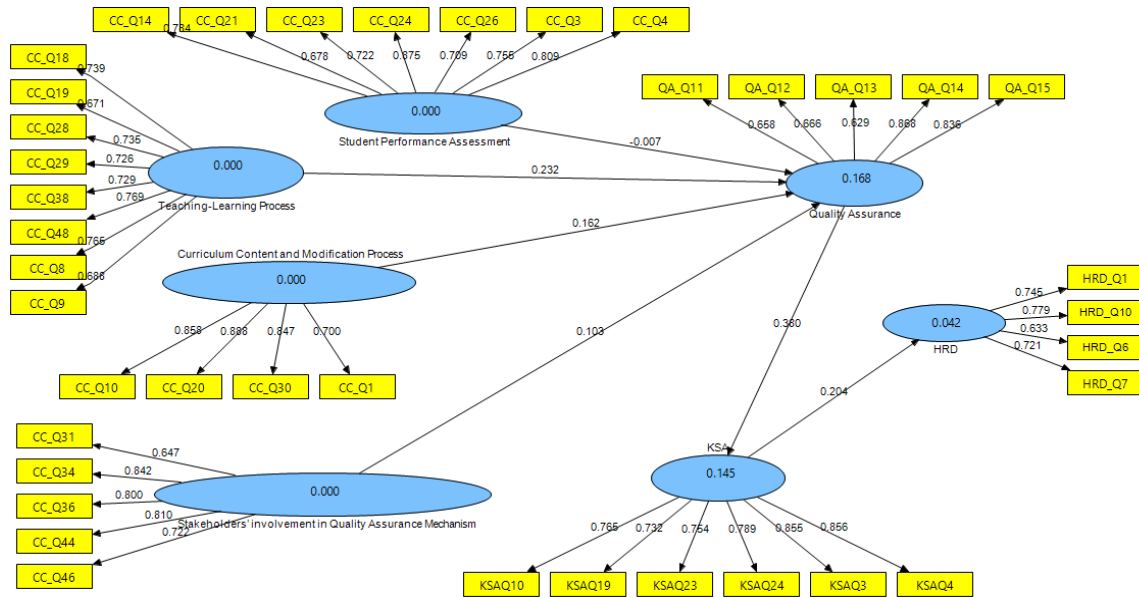 CC_Q14
CC_Q21
CC_Q23
CC_Q24
CC_Q26
CC_Q3
CC_Q4
0.784
0.678
0.722
0.875
0.709
0.755
0.809
0.000
Student Performance Assessment
CC_Q18
CC_Q19
CC_Q28
CC_Q29
CC_Q38
CC_Q48
CC_Q8
CC_Q9
0.739
0.671
0.735
0.726
0.729
0.769
0.765
0.688
0.000
Teaching-Learning Process
QA_Q11
QA_Q12
QA_Q13
QA_Q14
QA_Q15
0.658
0.666
0.629
0.868
0.836
0.168
Quality Assurance
-0.007
0.232
0.162
0.103
0.380
0.204
Curriculum Content and Modification Process
0.000
0.858
0.888
0.847
0.700
CC_Q10
CC_Q20
CC_Q30
CC_Q1
0.042
HRD
0.745
0.779
0.633
0.721
HRD_Q1
HRD_Q10
HRD_Q6
HRD_Q7
CC_Q31
CC_Q34
CC_Q36
CC_Q44
CC_Q46
0.647
0.842
0.800
0.810
0.722
0.000
Stakeholders' involvement in Quality Assurance Mechanism
KSA
0.145
0.765
0.732
0.754
0.789
0.855
0.856
KSAQ10
KSAQ19
KSAQ23
KSAQ24
KSAQ3
KSAQ4